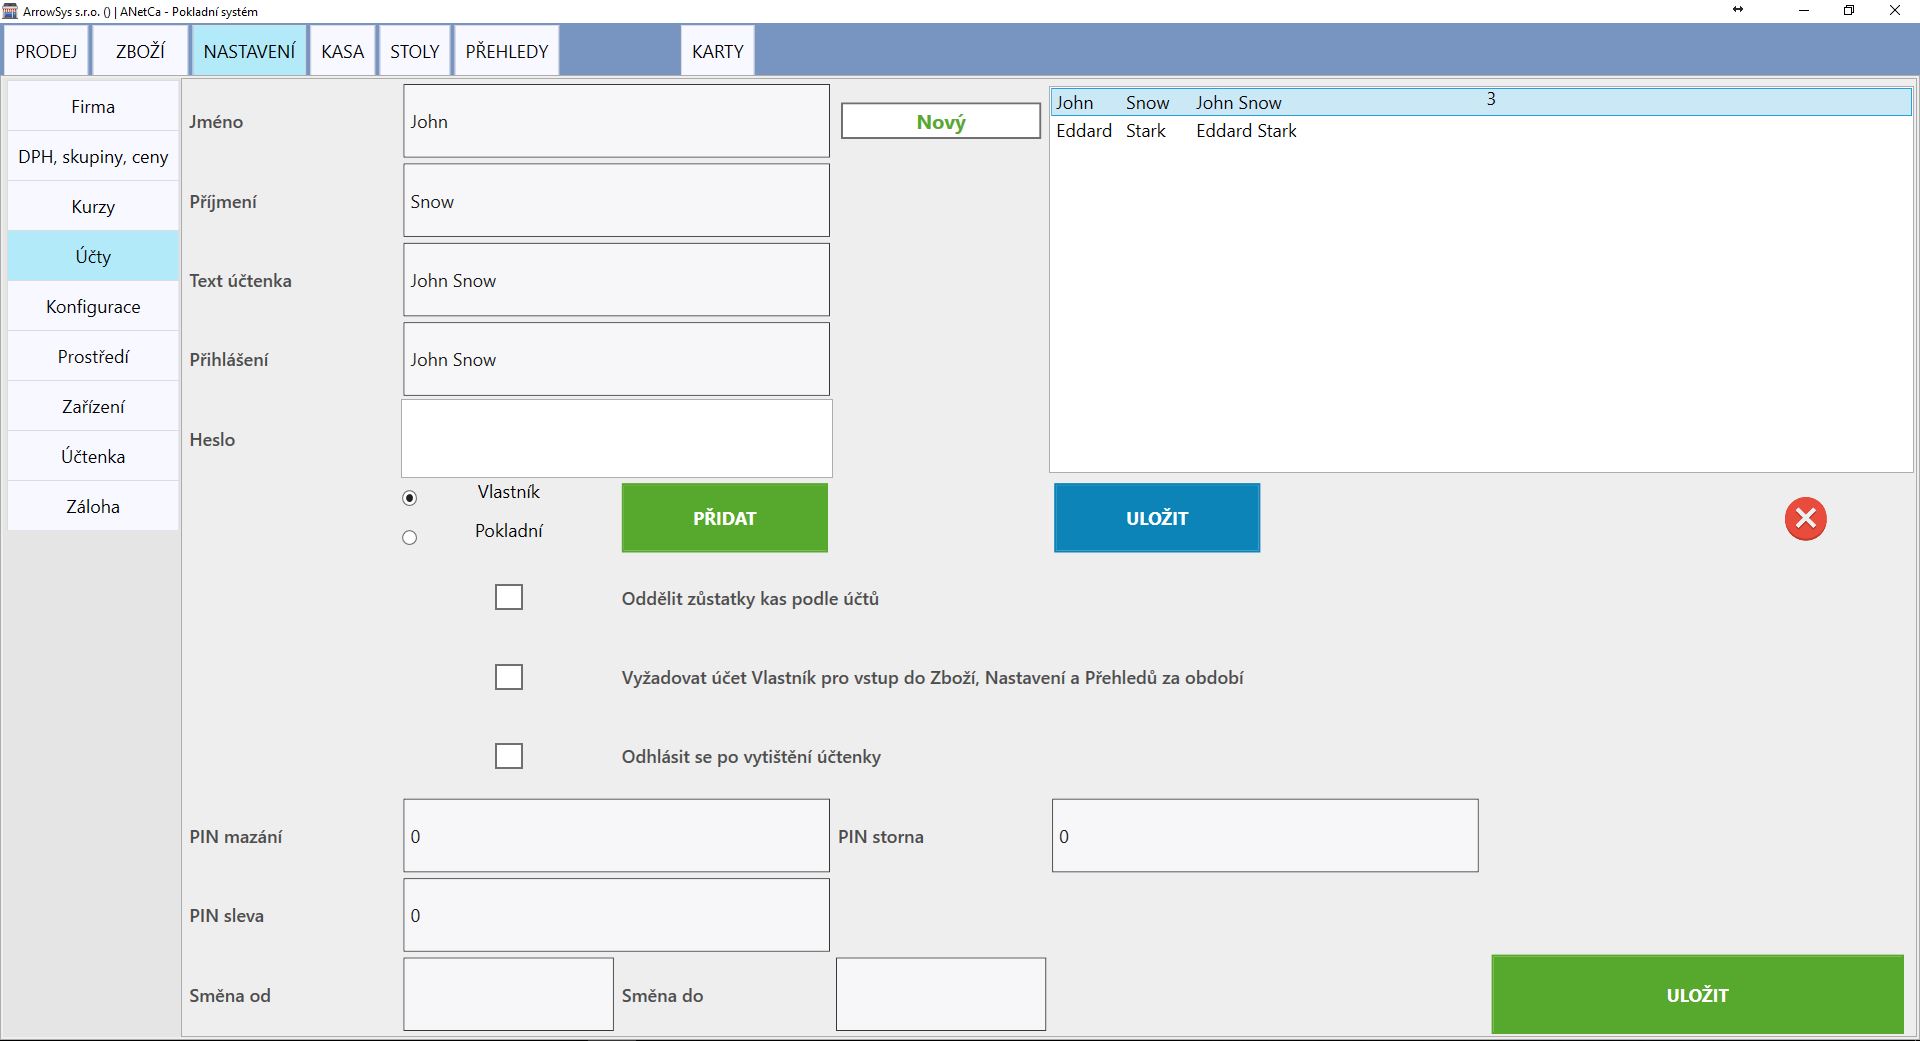 ArrowSys s.r.o. () | ANetCa - Pokladní systém
PRODEJ ZBOŽÍ NASTAVENÍ KASA STOLY PŘEHLEDY KARTY
Firma
DPH, skupiny, ceny
Kurzy
Účty
Konfigurace
Prostředí
Zařízení
Účtenka
Záloha
Jméno John Nový
Příjmení Snow
Text účtenka John Snow
Přihlášení John Snow
Heslo
John Snow John Snow 3
Eddard Stark Eddard Stark
Vlastník
Pokladní
PŘIDAT
ULOŽIT
Oddělit zůstatky kas podle účtů
Vyžadovat účet Vlastník pro vstup do Zboží, Nastavení a Přehledů za období
Odhlásit se po vytištění účtenky
PIN mazání 0 PIN storna 0
PIN sleva 0
Směna od Směna do
ULOŽIT